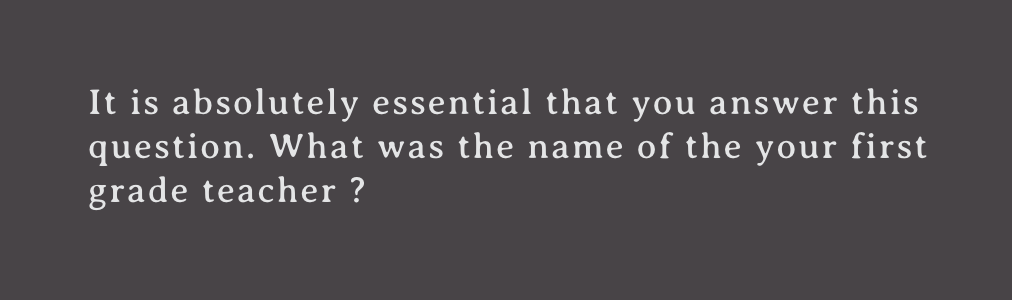 It is absolutely essential that you answer this
question. What was the name of the your first
grade teacher ?